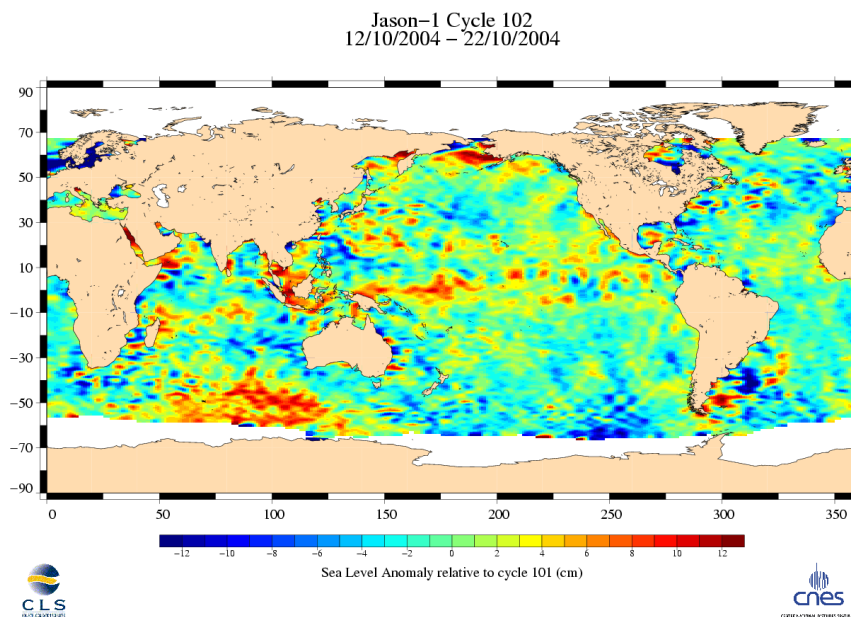 Jason-1 Cycle 102
12/10/2004 - 22/10/2004
90
70
50
30
10
-10
-30
-50
-70
-90
0 50 100 150 200 250 300 350
-12 -10 -8 -6 -4 -2 0 2 4 6 8 10 12
Sea Level Anomaly relative to cycle 101 (cm)
CLS
cnes